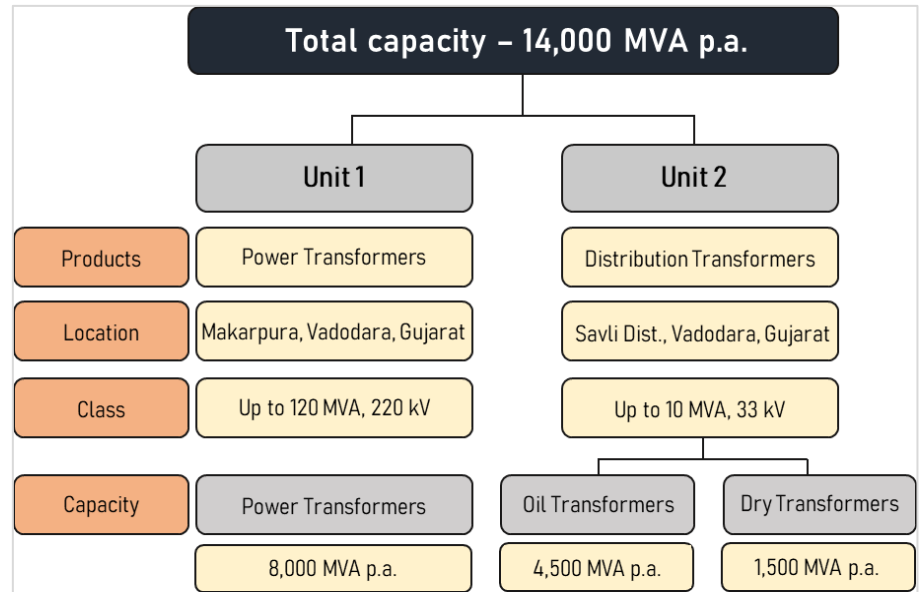 Total capacity – 14,000 MVA p.a.
Unit 1
Unit 2
Products
Power Transformers
Distribution Transformers
Location
Makarpura, Vadodara, Gujarat
Savli Dist., Vadodara, Gujarat
Class
Up to 120 MVA, 220 kV
Up to 10 MVA, 33 kV
Capacity
Power Transformers
Oil Transformers
Dry Transformers
8,000 MVA p.a.
4,500 MVA p.a.
1,500 MVA p.a.